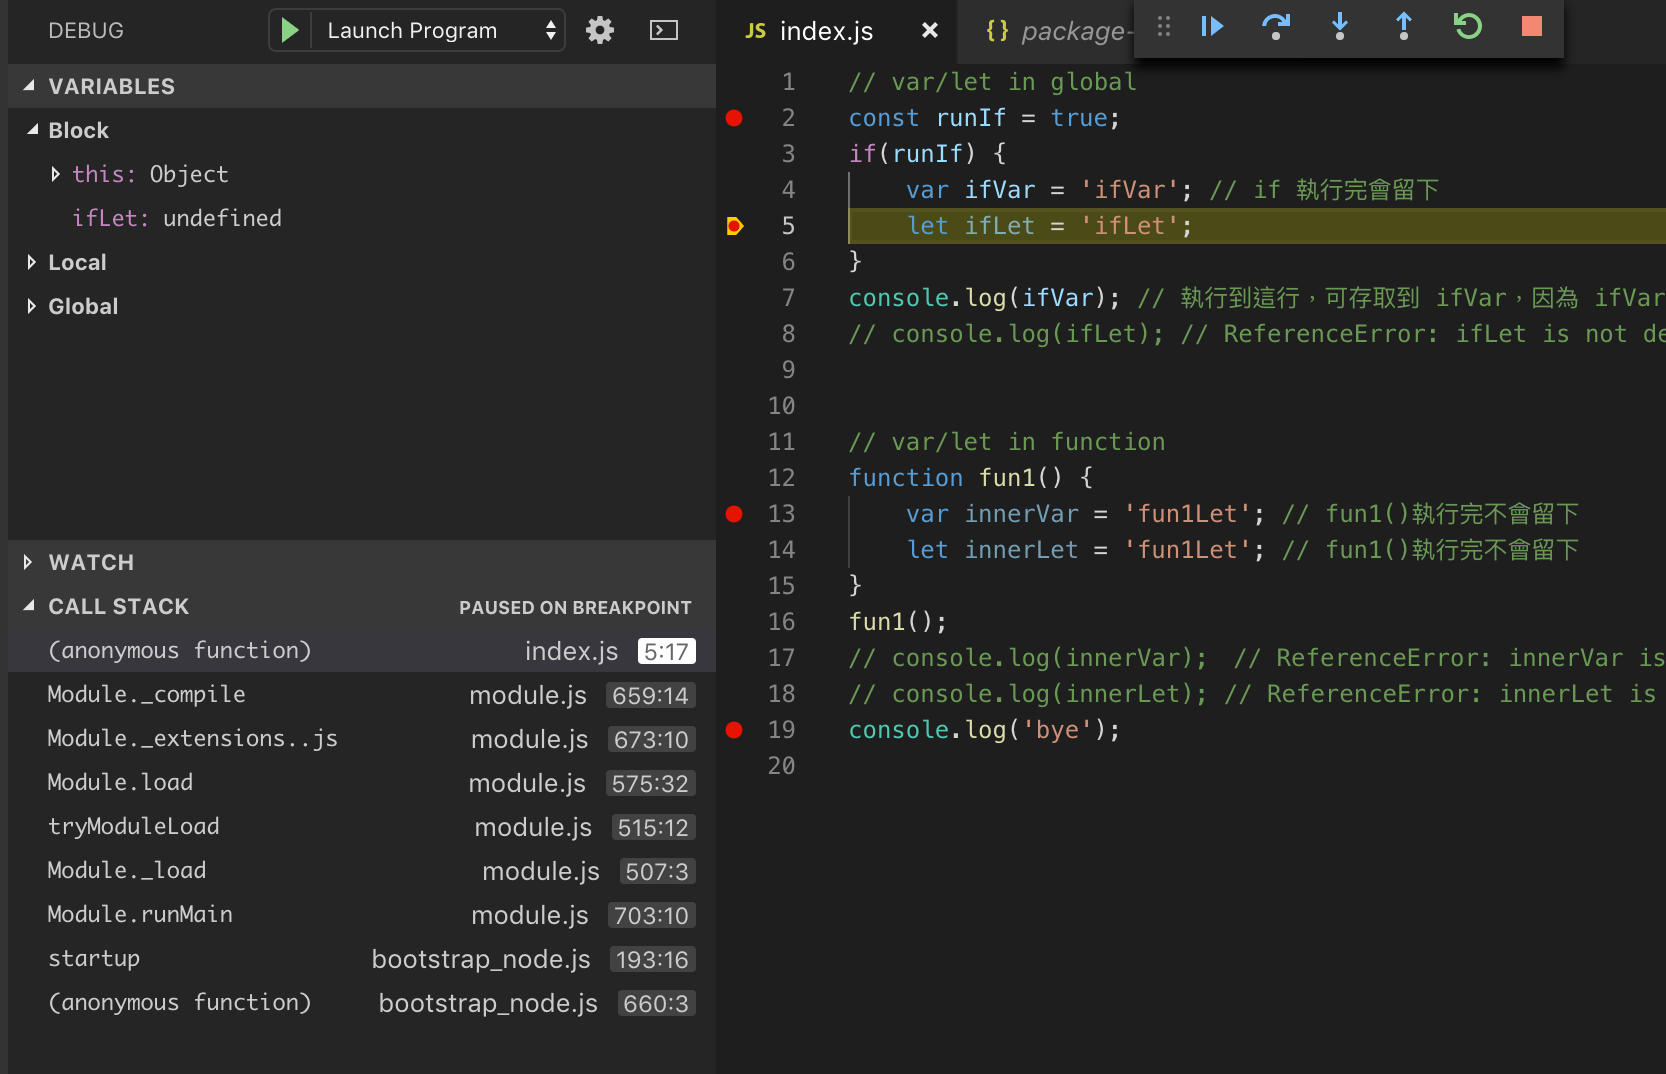 DEBUG
Launch Program
VARIABLES
Block
this: Object
ifLet: undefined
Local
Global
WATCH
CALL STACK PAUSED ON BREAKPOINT
(anonymous function) index.js 5:17
Module._compile module.js 659:14
Module._extensions..js module.js 673:10
Module.load module.js 575:32
tryModuleLoad module.js 515:12
Module._load module.js 507:3
Module.runMain module.js 703:10
startup bootstrap_node.js 193:16
(anonymous function) bootstrap_node.js 660:3
JS index.js × {} package-
1 // var/let in global
2 const runIf = true;
3 if(runIf) {
4 var ifVar = 'ifVar'; // if 執行完會留下
5 let ifLet = 'ifLet';
6 }
7 console.log(ifVar); // 執行到這行，可存取到 ifVar，因為 ifVar
8 // console.log(ifLet); // ReferenceError: ifLet is not de
9
10
11 // var/let in function
12 function fun1() {
13 var innerVar = 'fun1Let'; // fun1()執行完不會留下
14 let innerLet = 'fun1Let'; // fun1()執行完不會留下
15 }
16 fun1();
17 // console.log(innerVar);  // ReferenceError: innerVar is
18 // console.log(innerLet); // ReferenceError: innerLet is
19 console.log('bye');
20